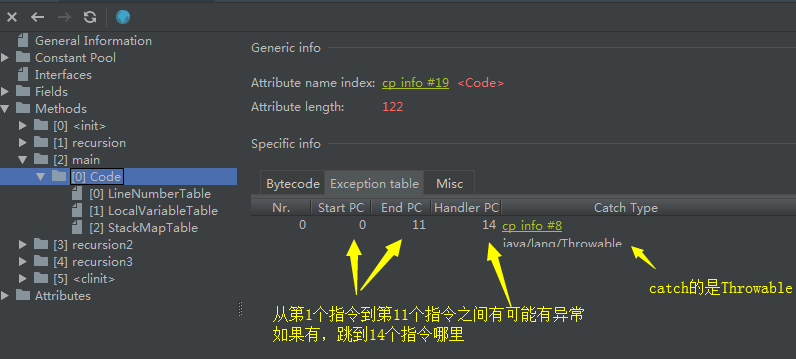 General Information
Constant Pool
Interfaces
Fields
Methods
[0] <init>
[1] recursion
[2] main
[0] Code
[0] LineNumberTable
[1] LocalVariableTable
[2] StackMapTable
[3] recursion2
[4] recursion3
[5] <clinit>
Attributes
Generic info
Attribute name index: cp info #19 <Code>
Attribute length: 122
Specific info
Bytecode Exception table Misc
Nr. Start PC End PC Handler PC Catch Type
0 0 11 14 cp info #8
java/lang/Throwable
catch的是Throwable
从第1个指令到第11个指令之间有可能有异常
如果有，跳到14个指令哪里